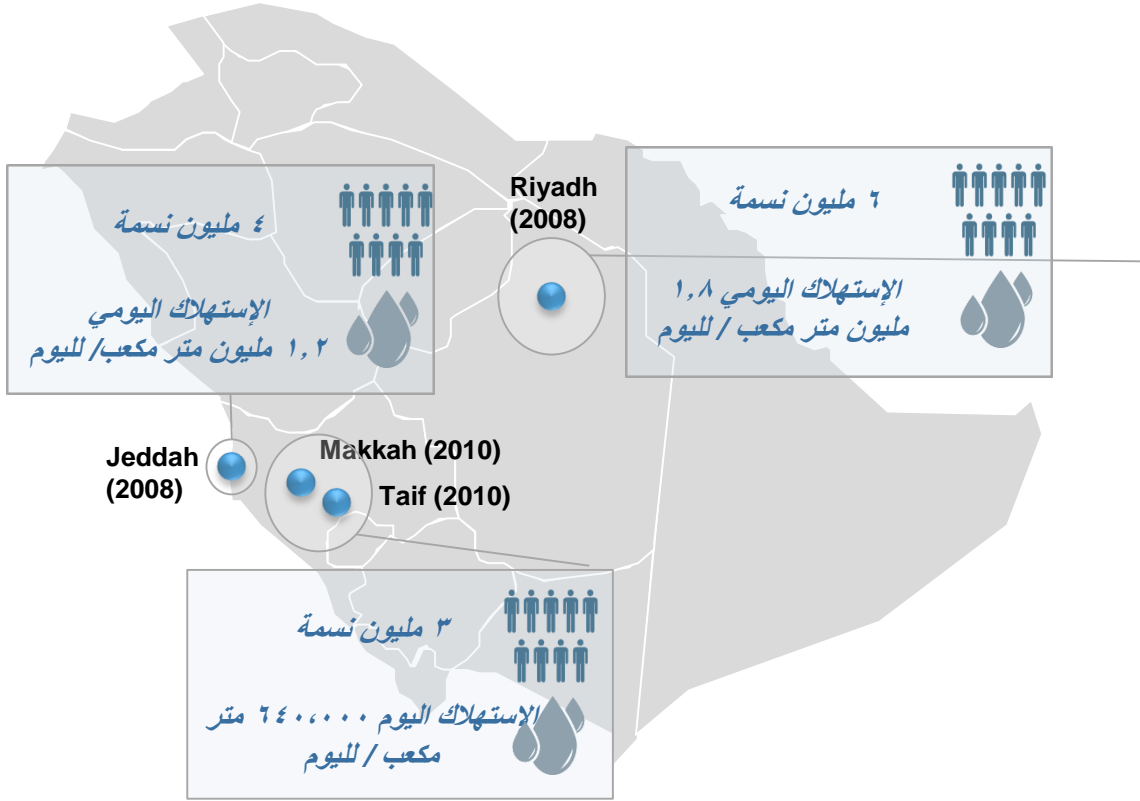 Riyadh
(2008)
٦ مليون نسمة
الإستهلاك اليومي ١,٨
مليون متر مكعب / لليوم
٤ مليون نسمة
الإستهلاك اليومي
١,٢ مليون متر مكعب/ لليوم
Jeddah
(2008)
Makkah (2010)
Taif (2010)
٣ مليون نسمة
الإستهلاك اليوم ٦٤٠،٠٠٠ متر
مكعب / لليوم